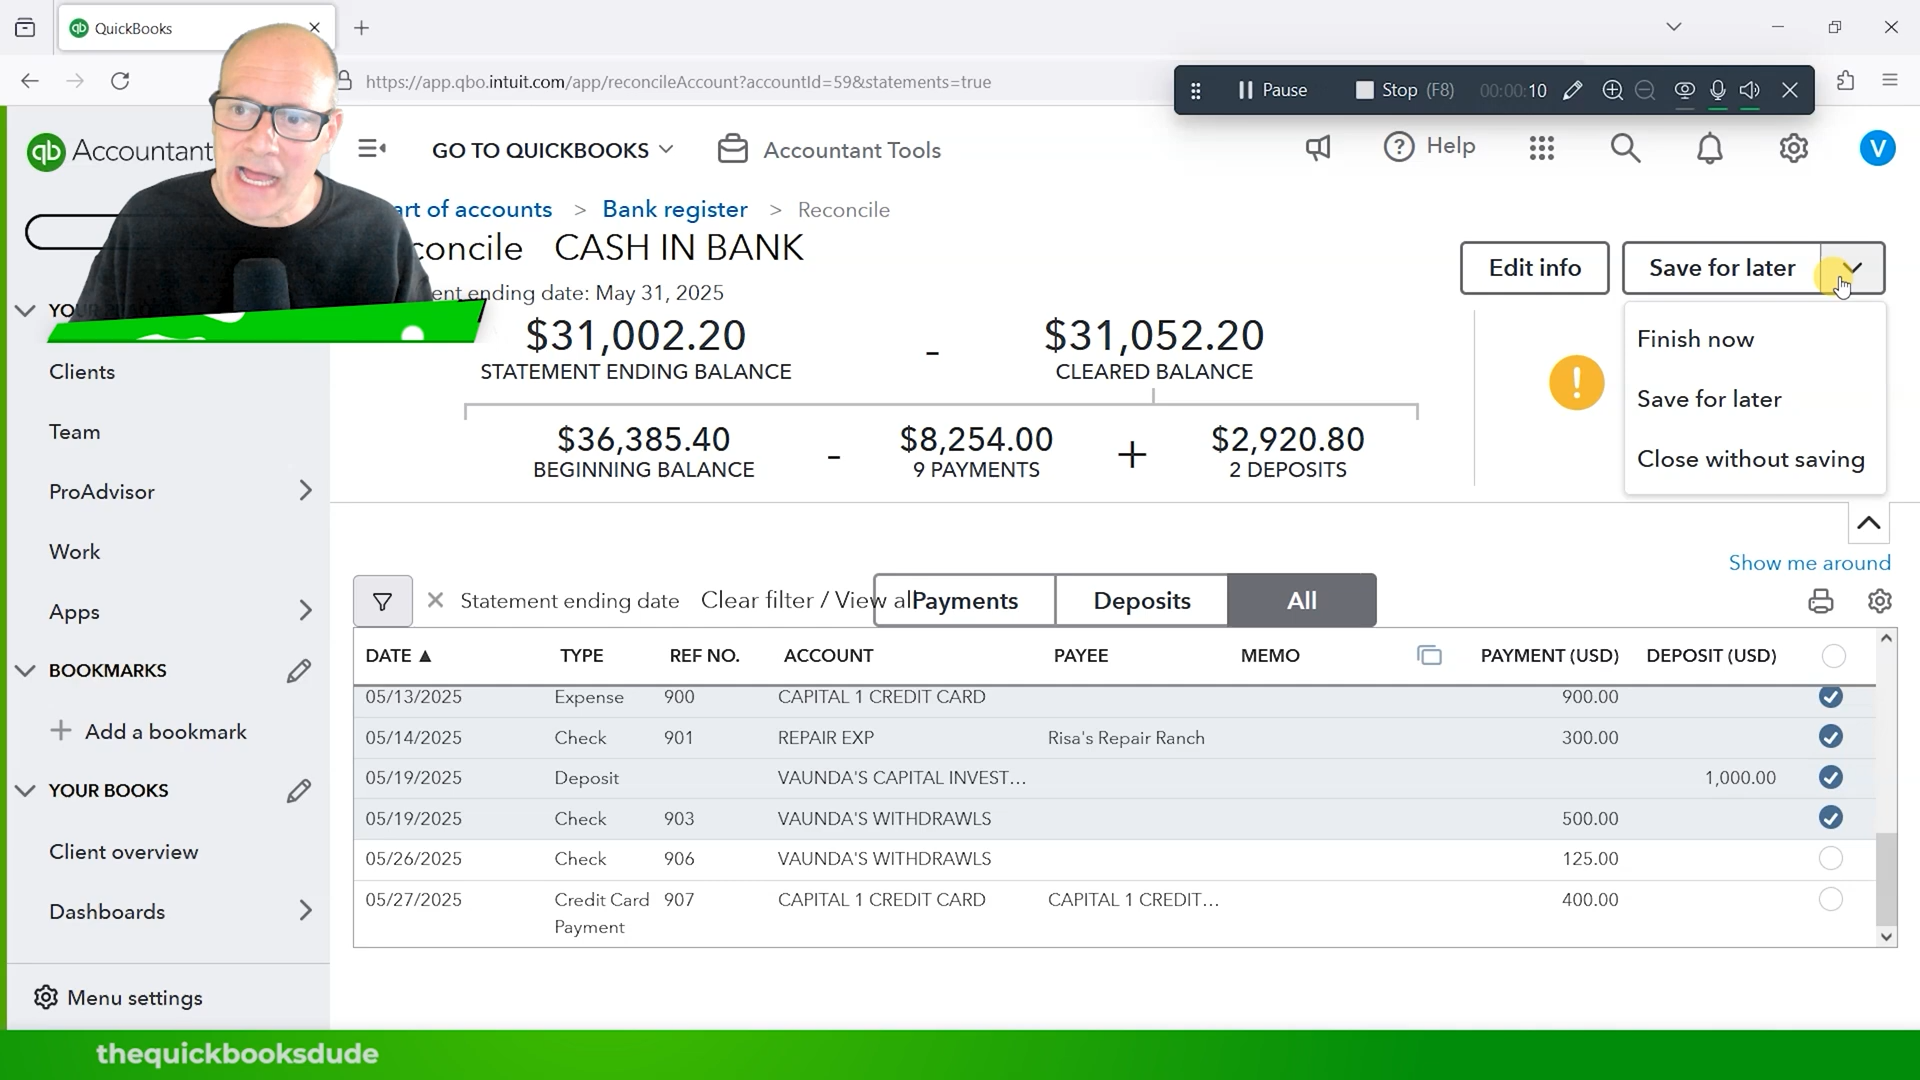 QuickBooks
https://app.qbo.intuit.com/app/reconcileAccount?accountId=59&statements=true
Pause
Stop (F8)
00:00:10
qb Accountant
GO TO QUICKBOOKS
Accountant Tools
Help
V
art of accounts > Bank register > Reconcile
concile CASH IN BANK
Edit info
Save for later
ent ending date: May 31, 2025
$31,002.20 - $31,052.20
STATEMENT ENDING BALANCE
CLEARED BALANCE
$36,385.40 - $8,254.00 + $2,920.80
BEGINNING BALANCE
9 PAYMENTS
2 DEPOSITS
Finish now
Save for later
Close without saving
YOU
Clients
Team
ProAdvisor
Work
Apps
BOOKMARKS
Add a bookmark
YOUR BOOKS
Client overview
Dashboards
Menu settings
Show me around
Statement ending date
Clear filter / View al
Payments
Deposits
All
DATE TYPE REF NO. ACCOUNT PAYEE MEMO PAYMENT (USD) DEPOSIT (USD)
05/13/2025 Expense 900 CAPITAL 1 CREDIT CARD 900.00
05/14/2025 Check 901 REPAIR EXP Risa's Repair Ranch 300.00
05/19/2025 Deposit VAUNDA'S CAPITAL INVEST... 1,000.00
05/19/2025 Check 903 VAUNDA'S WITHDRAWLS 500.00
05/26/2025 Check 906 VAUNDA'S WITHDRAWLS 125.00
05/27/2025 Credit Card 907 CAPITAL 1 CREDIT CARD CAPITAL 1 CREDIT... 400.00
Payment
thequickbooksdude